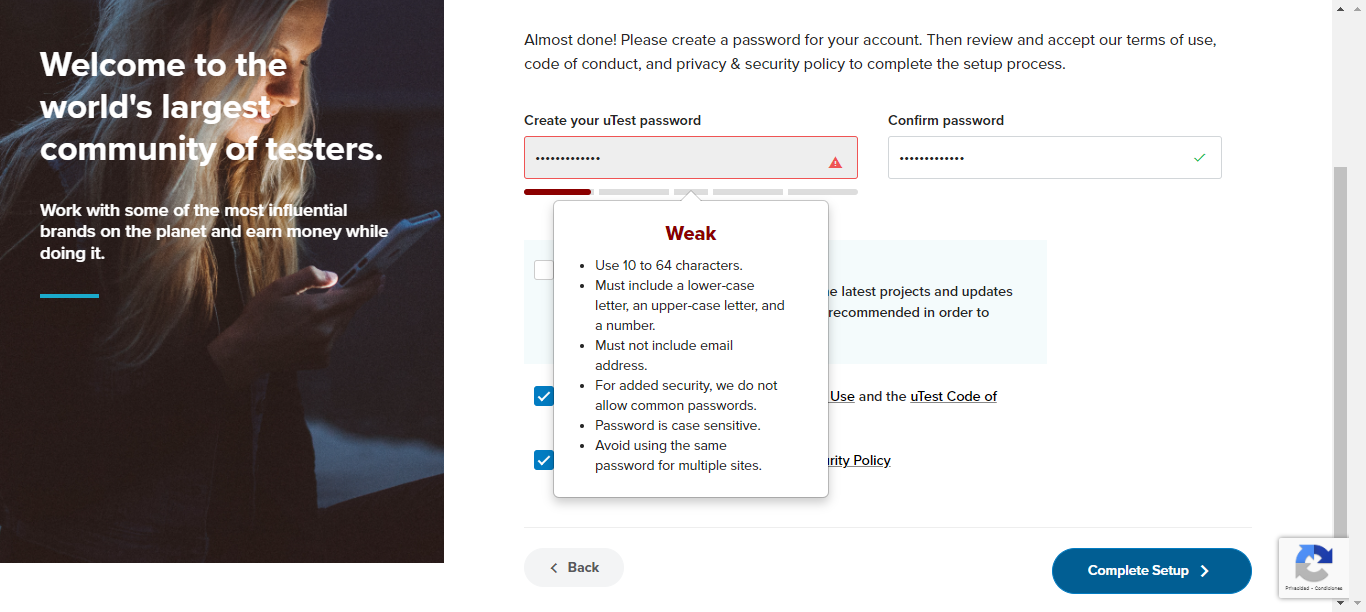 Welcome to the
world's largest
community of testers.
Work with some of the most influential
brands on the planet and earn money while
doing it.
Almost done! Please create a password for your account. Then review and accept our terms of use,
code of conduct, and privacy & security policy to complete the setup process.
Create your uTest password
Confirm password
•••••••••••••
•••••••••••••
Weak
• Use 10 to 64 characters.
• Must include a lower-case
letter, an upper-case letter, and
a number.
• Must not include email
address.
• For added security, we do not
allow common passwords.
• Password is case sensitive.
• Avoid using the same
password for multiple sites.
latest projects and updates
recommended in order to
Use and the uTest Code of
Policy
Back
Complete Setup
Privacidad - Condiciones